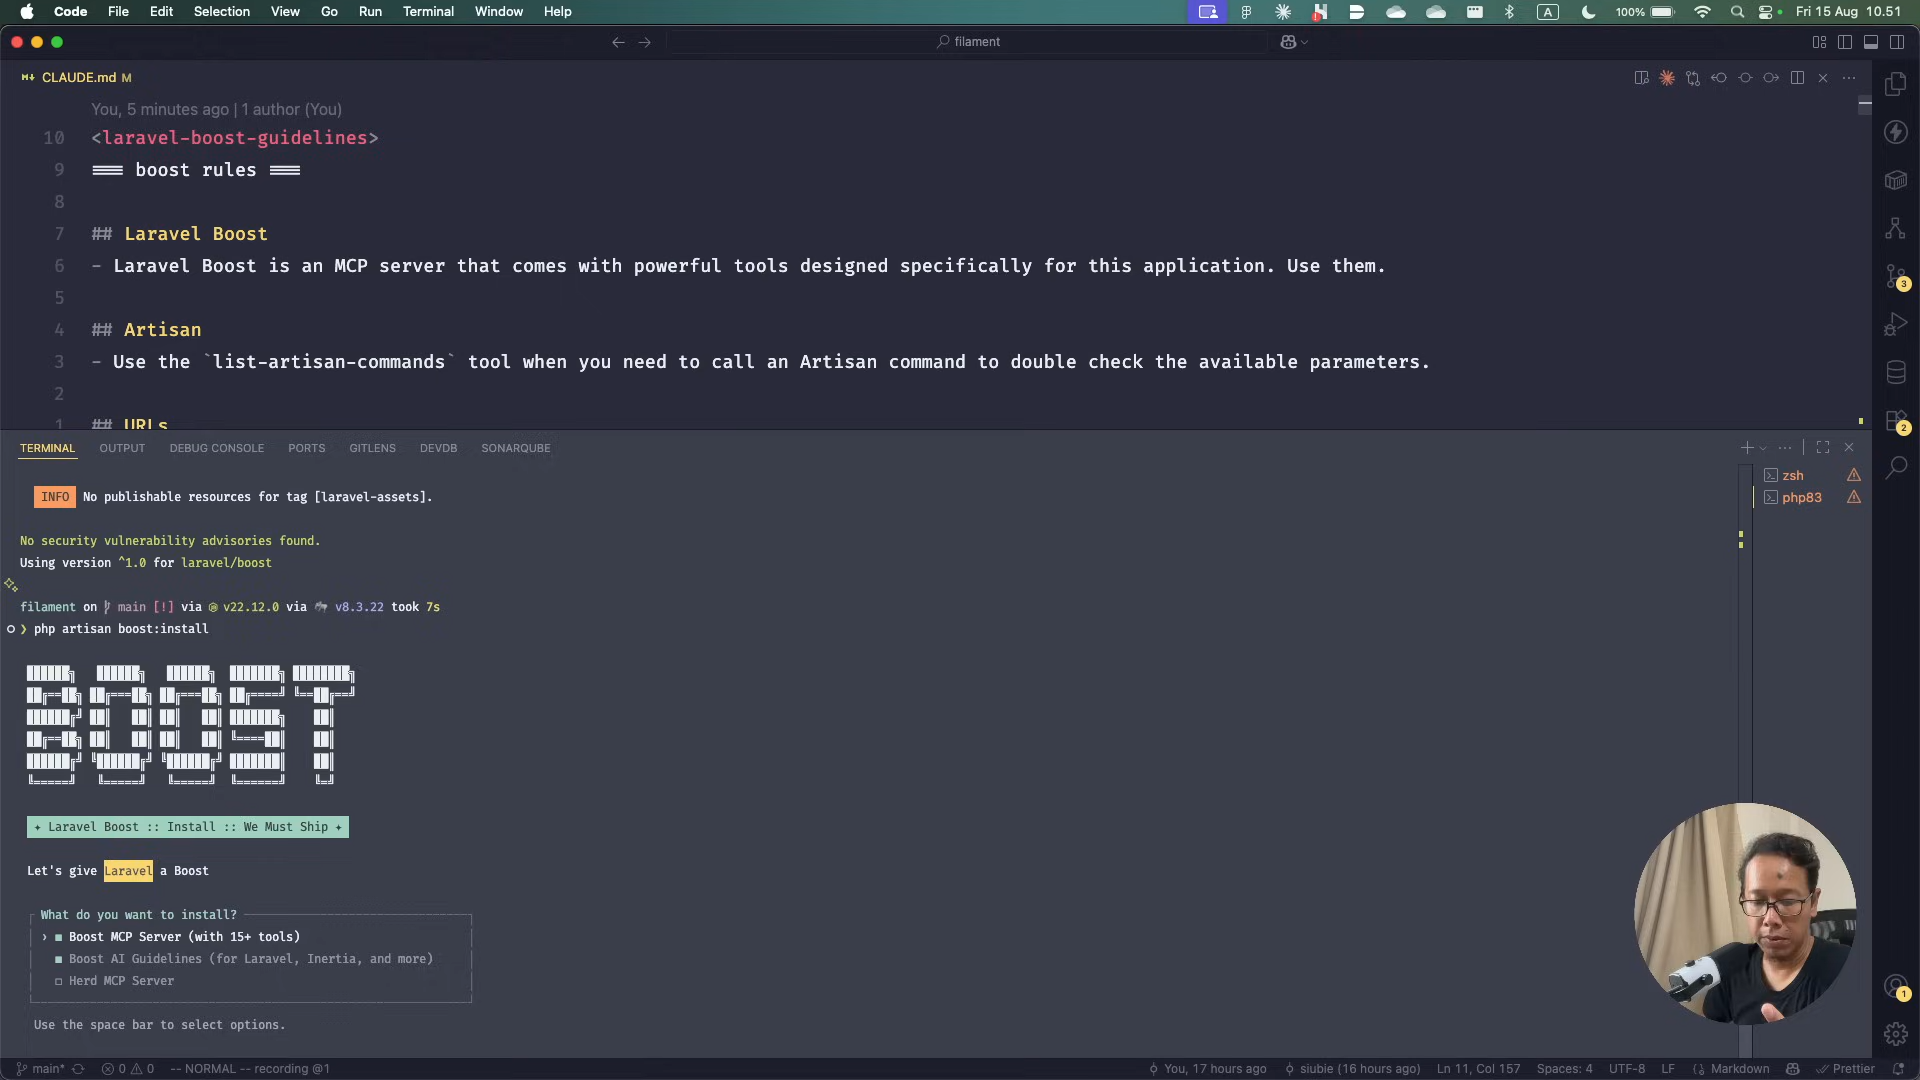 Code File Edit Selection View Go Run Terminal Window Help
A 100% Fri 15 Aug 10.51
filament
CLAUDE.md M
You, 5 minutes ago | 1 author (You)
10 <laravel-boost-guidelines>
9 === boost rules ===
8
7 ## Laravel Boost
6 - Laravel Boost is an MCP server that comes with powerful tools designed specifically for this application. Use them.
5
4 ## Artisan
3 - Use the `list-artisan-commands` tool when you need to call an Artisan command to double check the available parameters.
2
1 ## URLs
TERMINAL OUTPUT DEBUG CONSOLE PORTS GITLENS DEVDB SONARQUBE
zsh
php83
INFO No publishable resources for tag [laravel-assets].
No security vulnerability advisories found.
Using version ^1.0 for laravel/boost
filament on main [!] via v22.12.0 via v8.3.22 took 7s
❯ php artisan boost:install
BOOST
✦ Laravel Boost :: Install :: We Must Ship ✦
Let's give Laravel a Boost
What do you want to install?
› ◼ Boost MCP Server (with 15+ tools)
◼ Boost AI Guidelines (for Laravel, Inertia, and more)
◻ Herd MCP Server
Use the space bar to select options.
3
2
1
main* 0 0 -- NORMAL -- recording @1
You, 17 hours ago siubie (16 hours ago) Ln 11, Col 157 Spaces: 4 UTF-8 LF Markdown Prettier